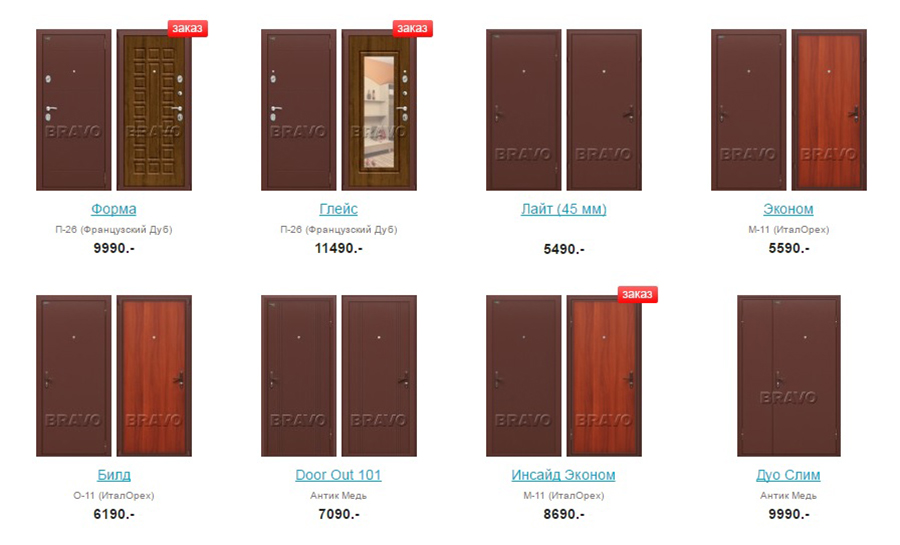 заказ
заказ
BRAVO BRAVO BRAVO BRAVO BRAVO BRAVO BRAVO BRAVO
Форма Глейс Лайт (45 мм) Эконом
П-26 (Французский Дуб) П-26 (Французский Дуб) М-11 (ИталОрех)
9990.- 11490.- 5490.- 5590.-
заказ
BRAVO
BRAVO BRAVO BRAVO BRAVO BRAVO BRAVO
Билд Door Out 101 Инсайд Эконом Дуо Слим
О-11 (ИталОрех) Антик Медь М-11 (ИталОрех) Антик Медь
6190.- 7090.- 8690.- 9990.-